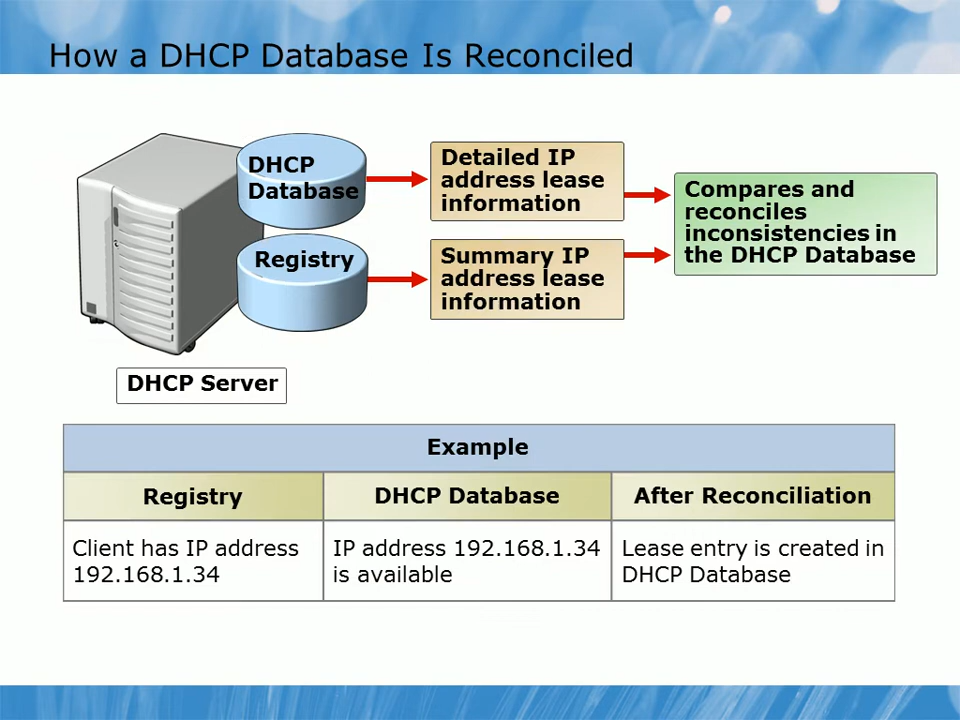 How a DHCP Database Is Reconciled
DHCP
Database
Registry
Detailed IP
address lease
information
Summary IP
address lease
information
Compares and
reconciles
inconsistencies in
the DHCP Database
DHCP Server
Example
Registry
DHCP Database
After Reconciliation
Client has IP address
192.168.1.34
IP address 192.168.1.34
is available
Lease entry is created in
DHCP Database